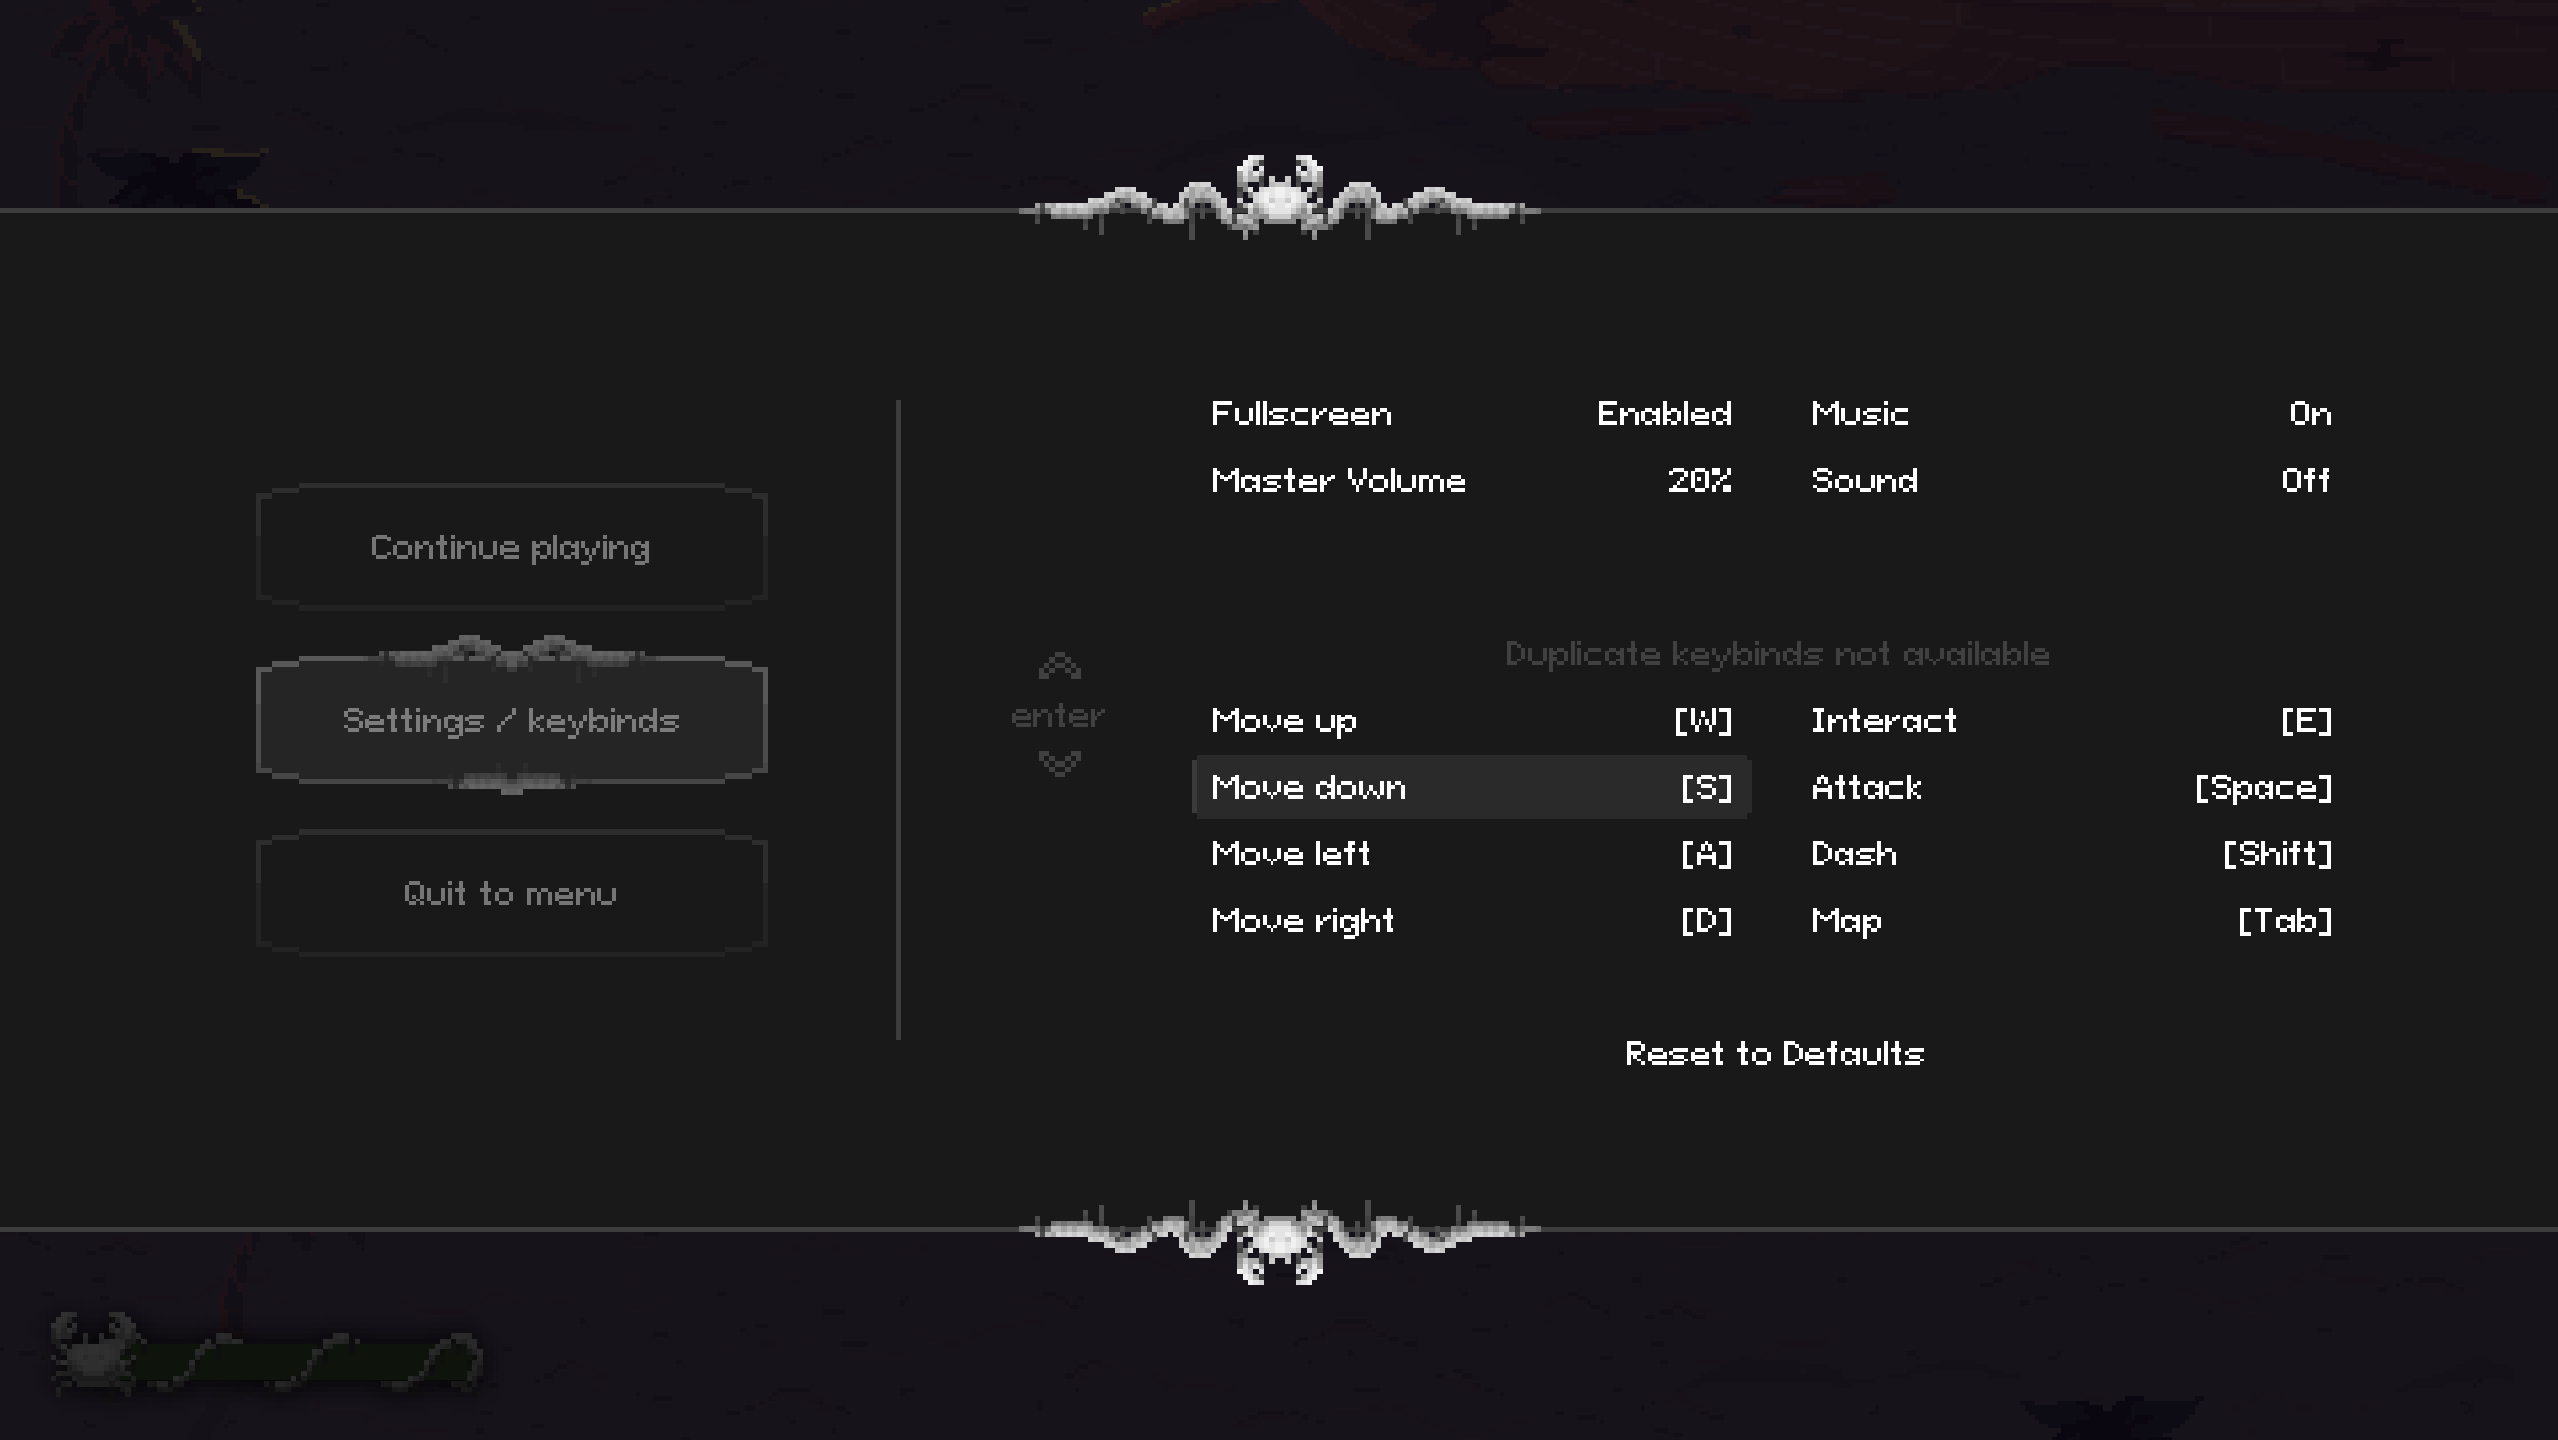 Continue playing
Settings / keybinds
Quit to menu
enter
Fullscreen Enabled Music On
Master Volume 20% Sound Off
Duplicate keybinds not available
Move up [W] Interact [E]
Move down [S] Attack [Space]
Move left [A] Dash [Shift]
Move right [D] Map [Tab]
Reset to Defaults